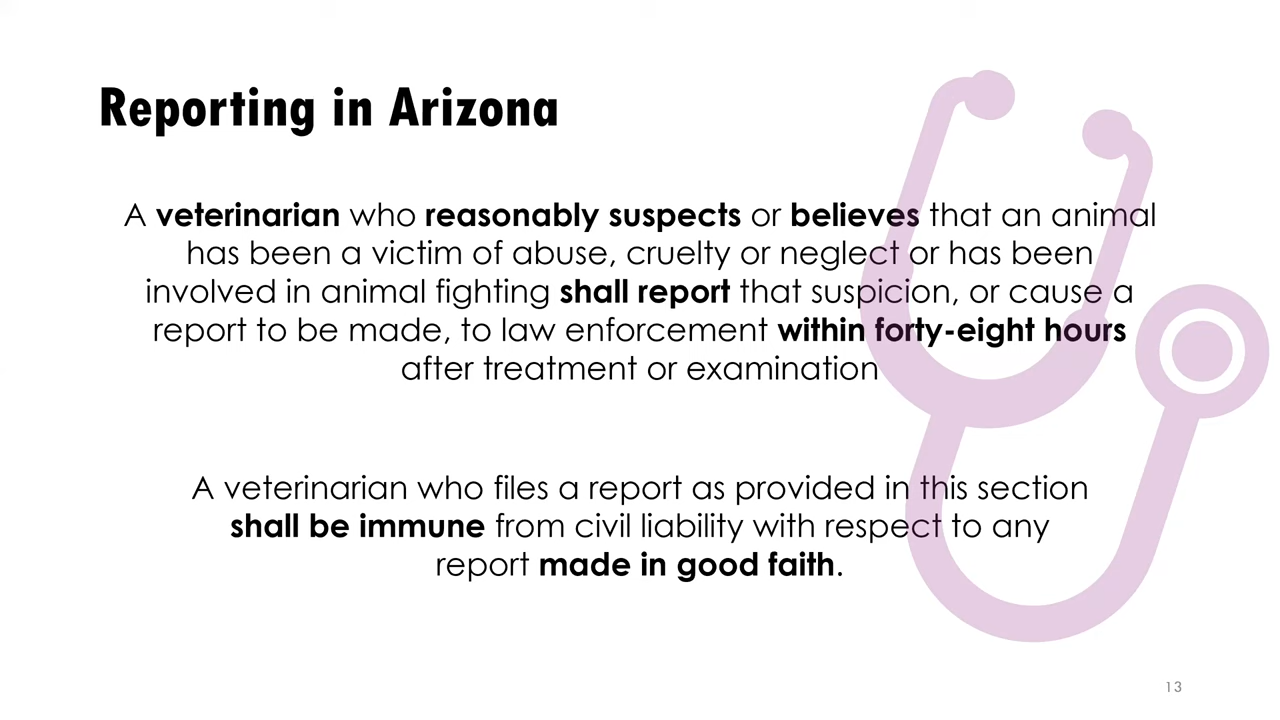 Reporting in Arizona
A veterinarian who reasonably suspects or believes that an animal
has been a victim of abuse, cruelty or neglect or has been
involved in animal fighting shall report that suspicion, or cause a
report to be made, to law enforcement within forty-eight hours
after treatment or examination
A veterinarian who files a report as provided in this section
shall be immune from civil liability with respect to any
report made in good faith.
13